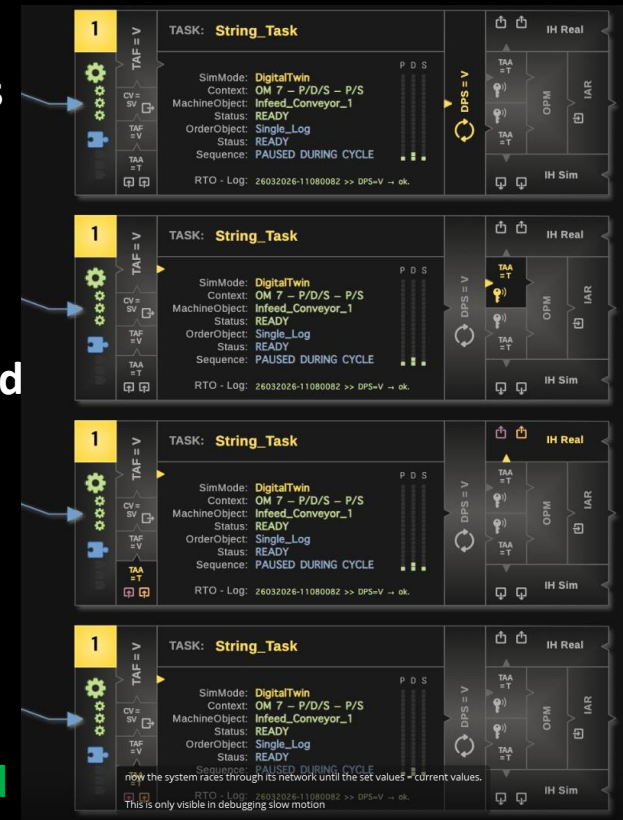 s
d
1
TAF = V
CV =
SV
TAF
= V
TAA
= T
TASK: String_Task
P D S
SimMode: DigitalTwin
Context: OM 7 – P/D/S – P/S
MachineObject: Infeed_Conveyor_1
Status: READY
OrderObject: Single_Log
Staus: READY
Sequence: PAUSED DURING CYCLE
RTO - Log: 26032026-11080082 >> DPS=V → ok.
DPS = V
IH Real
TAA
= T
TAA
= T
OPM
IAR
IH Sim
1
TAF = V
CV =
SV
TAF
= V
TAA
= T
TASK: String_Task
P D S
SimMode: DigitalTwin
Context: OM 7 – P/D/S – P/S
MachineObject: Infeed_Conveyor_1
Status: READY
OrderObject: Single_Log
Staus: READY
Sequence: PAUSED DURING CYCLE
RTO - Log: 26032026-11080082 >> DPS=V → ok.
DPS = V
IH Real
TAA
= T
TAA
= T
OPM
IAR
IH Sim
1
TAF = V
CV =
SV
TAF
= V
TAA
= T
TASK: String_Task
P D S
SimMode: DigitalTwin
Context: OM 7 – P/D/S – P/S
MachineObject: Infeed_Conveyor_1
Status: READY
OrderObject: Single_Log
Staus: READY
Sequence: PAUSED DURING CYCLE
RTO - Log: 26032026-11080082 >> DPS=V → ok.
DPS = V
IH Real
TAA
= T
TAA
= T
OPM
IAR
IH Sim
1
TAF = V
CV =
SV
TAF
= V
TAA
TASK: String_Task
P D S
SimMode: DigitalTwin
Context: OM 7 – P/D/S – P/S
MachineObject: Infeed_Conveyor_1
Status: READY
OrderObject: Single_Log
Staus: READY
Sequence: PAUSED DURING CYCLE
now the system races through its network until the set values = current values.
RTO - Log: 26032026-11080082 >> DPS=V → ok.
This is only visible in debugging slow motion
DPS = V
IH Real
TAA
= T
TAA
= T
OPM
IAR
IH Sim